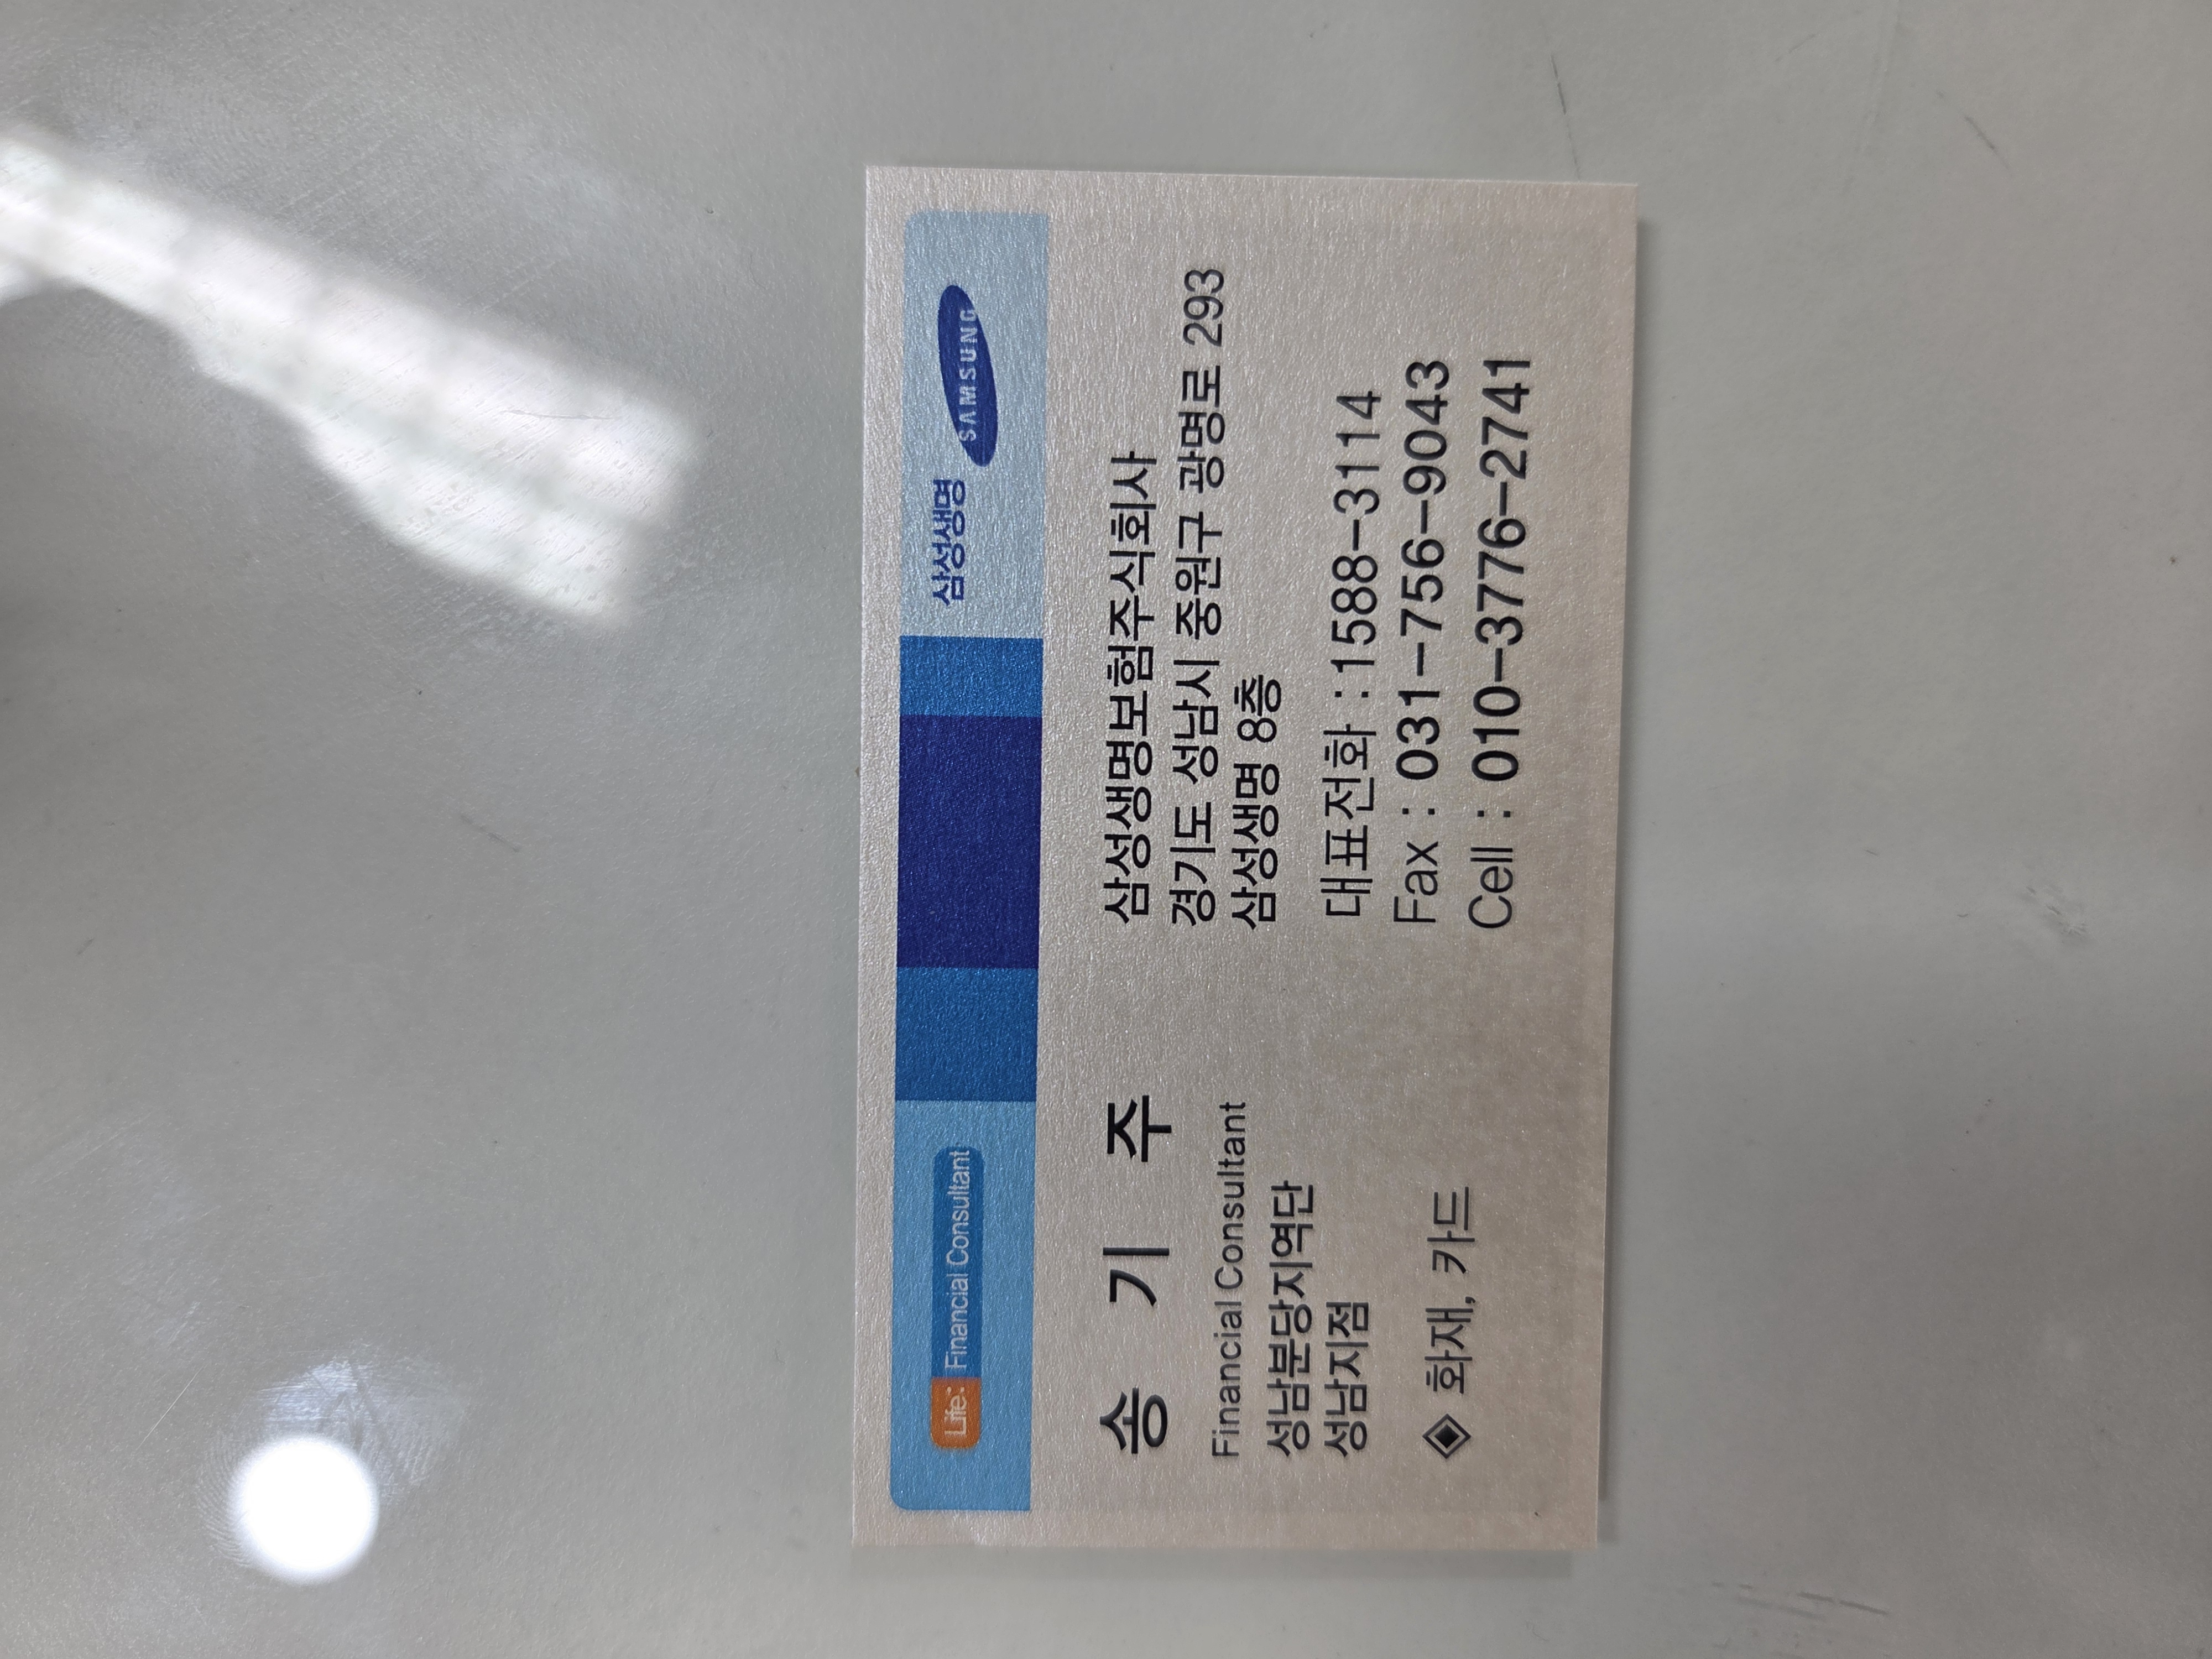 Life: Financial Consultant
삼성생명 SAMSUNG
송 기 주
Financial Consultant
성남분당지역단
성남지점
◈ 화재, 카드
삼성생명보험주식회사
경기도 성남시 중원구 광명로 293
삼성생명 8층
대표전화 : 1588-3114
Fax : 031-756-9043
Cell : 010-3776-2741